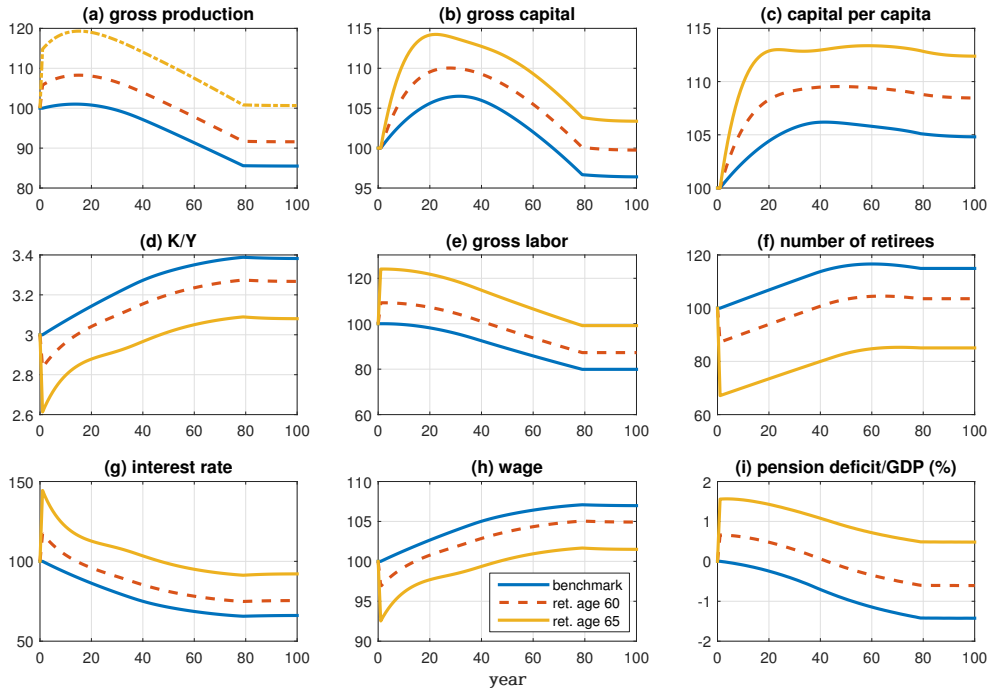 (a) gross production
120
110
100
90
80
0 20 40 60 80 100
(b) gross capital
115
110
105
100
95
0 20 40 60 80 100
(c) capital per capita
115
110
105
100
0 20 40 60 80 100
(d) K/Y
3.4
3.2
3
2.8
2.6
0 20 40 60 80 100
(e) gross labor
120
100
80
60
0 20 40 60 80 100
(f) number of retirees
120
100
80
60
0 20 40 60 80 100
(g) interest rate
150
100
50
0 20 40 60 80 100
(h) wage
110
105
100
95
90
0 20 40 60 80 100
benchmark
ret. age 60
ret. age 65
year
(i) pension deficit/GDP (%)
2
1
0
-1
-2
0 20 40 60 80 100